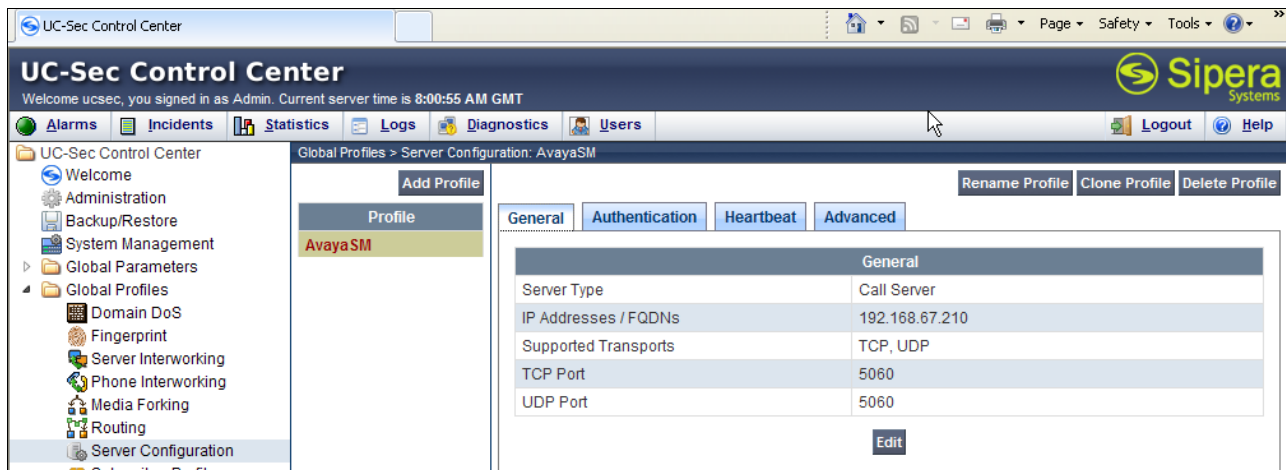 UC-Sec Control Center
Page Safety Tools
UC-Sec Control Center
Sipera
Systems
Welcome ucsec, you signed in as Admin. Current server time is 8:00:55 AM GMT
Alarms Incidents Statistics Logs Diagnostics Users Logout Help
UC-Sec Control Center
Welcome
Administration
Backup/Restore
System Management
Global Parameters
Global Profiles
Domain DoS
Fingerprint
Server Interworking
Phone Interworking
Media Forking
Routing
Server Configuration
Global Profiles > Server Configuration: AvayaSM
Add Profile
Rename Profile Clone Profile Delete Profile
Profile
AvayaSM
General Authentication Heartbeat Advanced
General
Server Type Call Server
IP Addresses / FQDNs 192.168.67.210
Supported Transports TCP, UDP
TCP Port 5060
UDP Port 5060
Edit